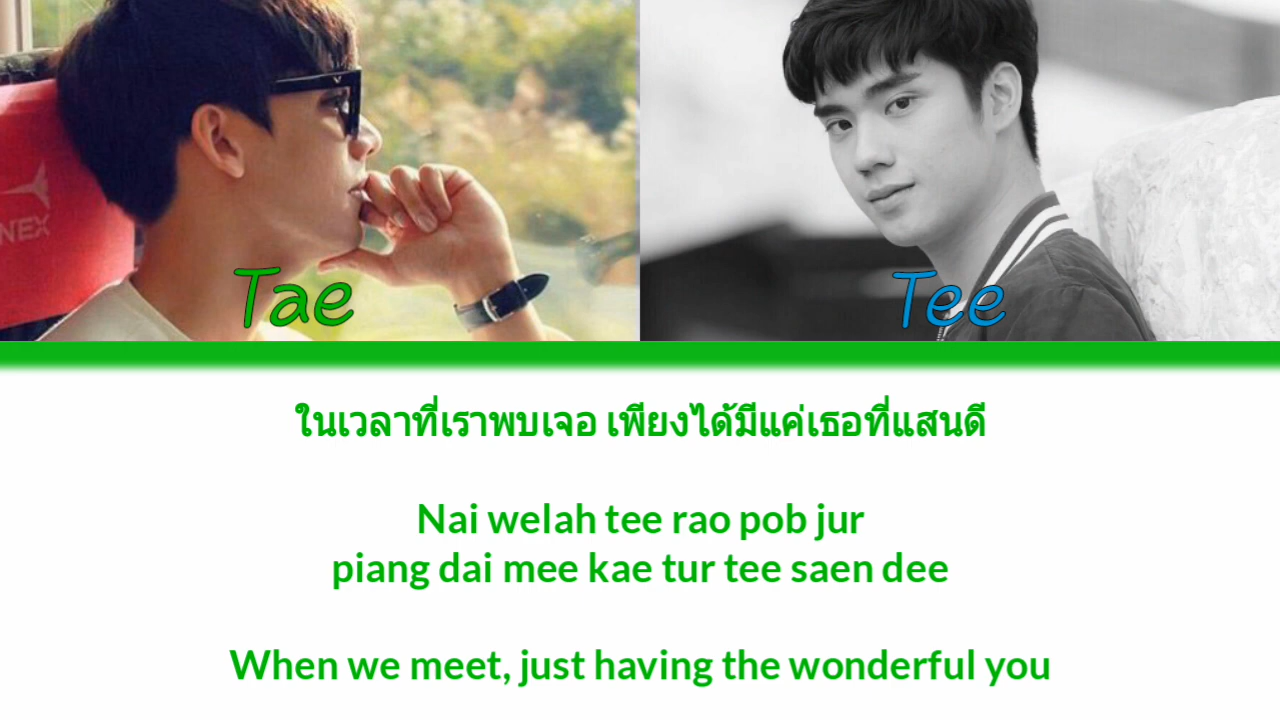 NEX
Tae
Tee
ในเวลาที่เราพบเจอ เพียงได้มีแค่เธอที่แสนดี
Nai welah tee rao pob jur
piang dai mee kae tur tee saen dee
When we meet, just having the wonderful you